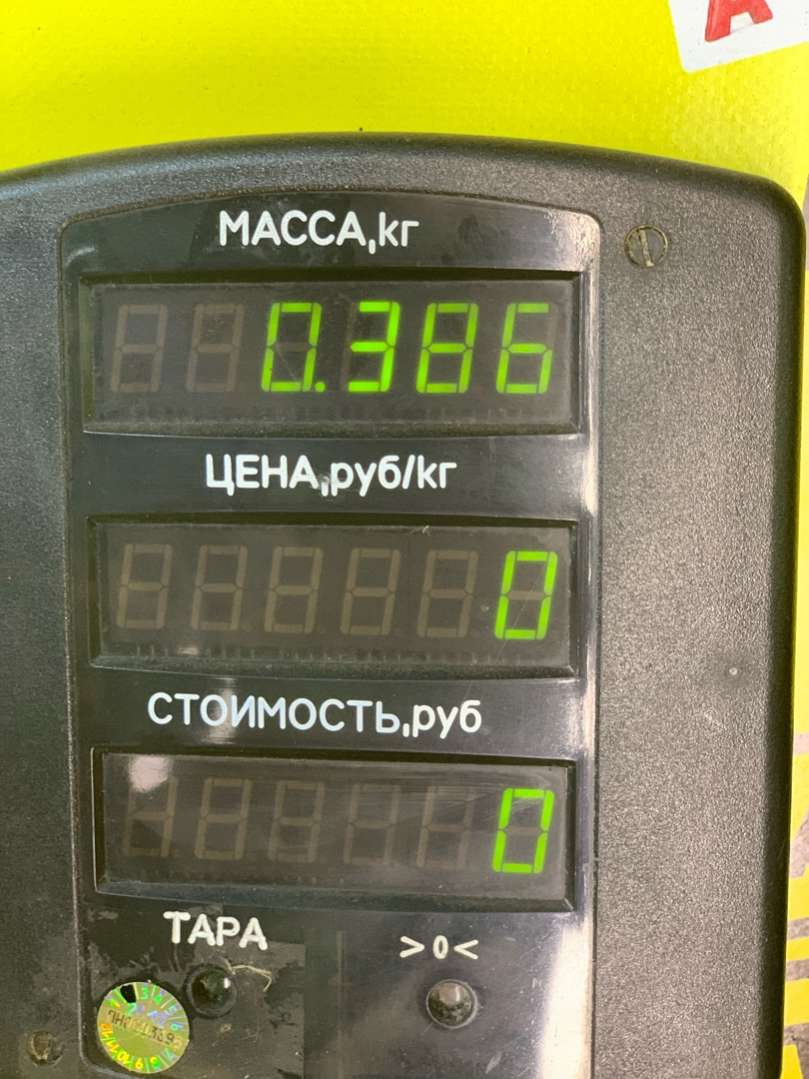 А
МАССА,кг
0.386
ЦЕНА,руб/кг
0
СТОИМОСТЬ,руб
0
ТАРА
>0<